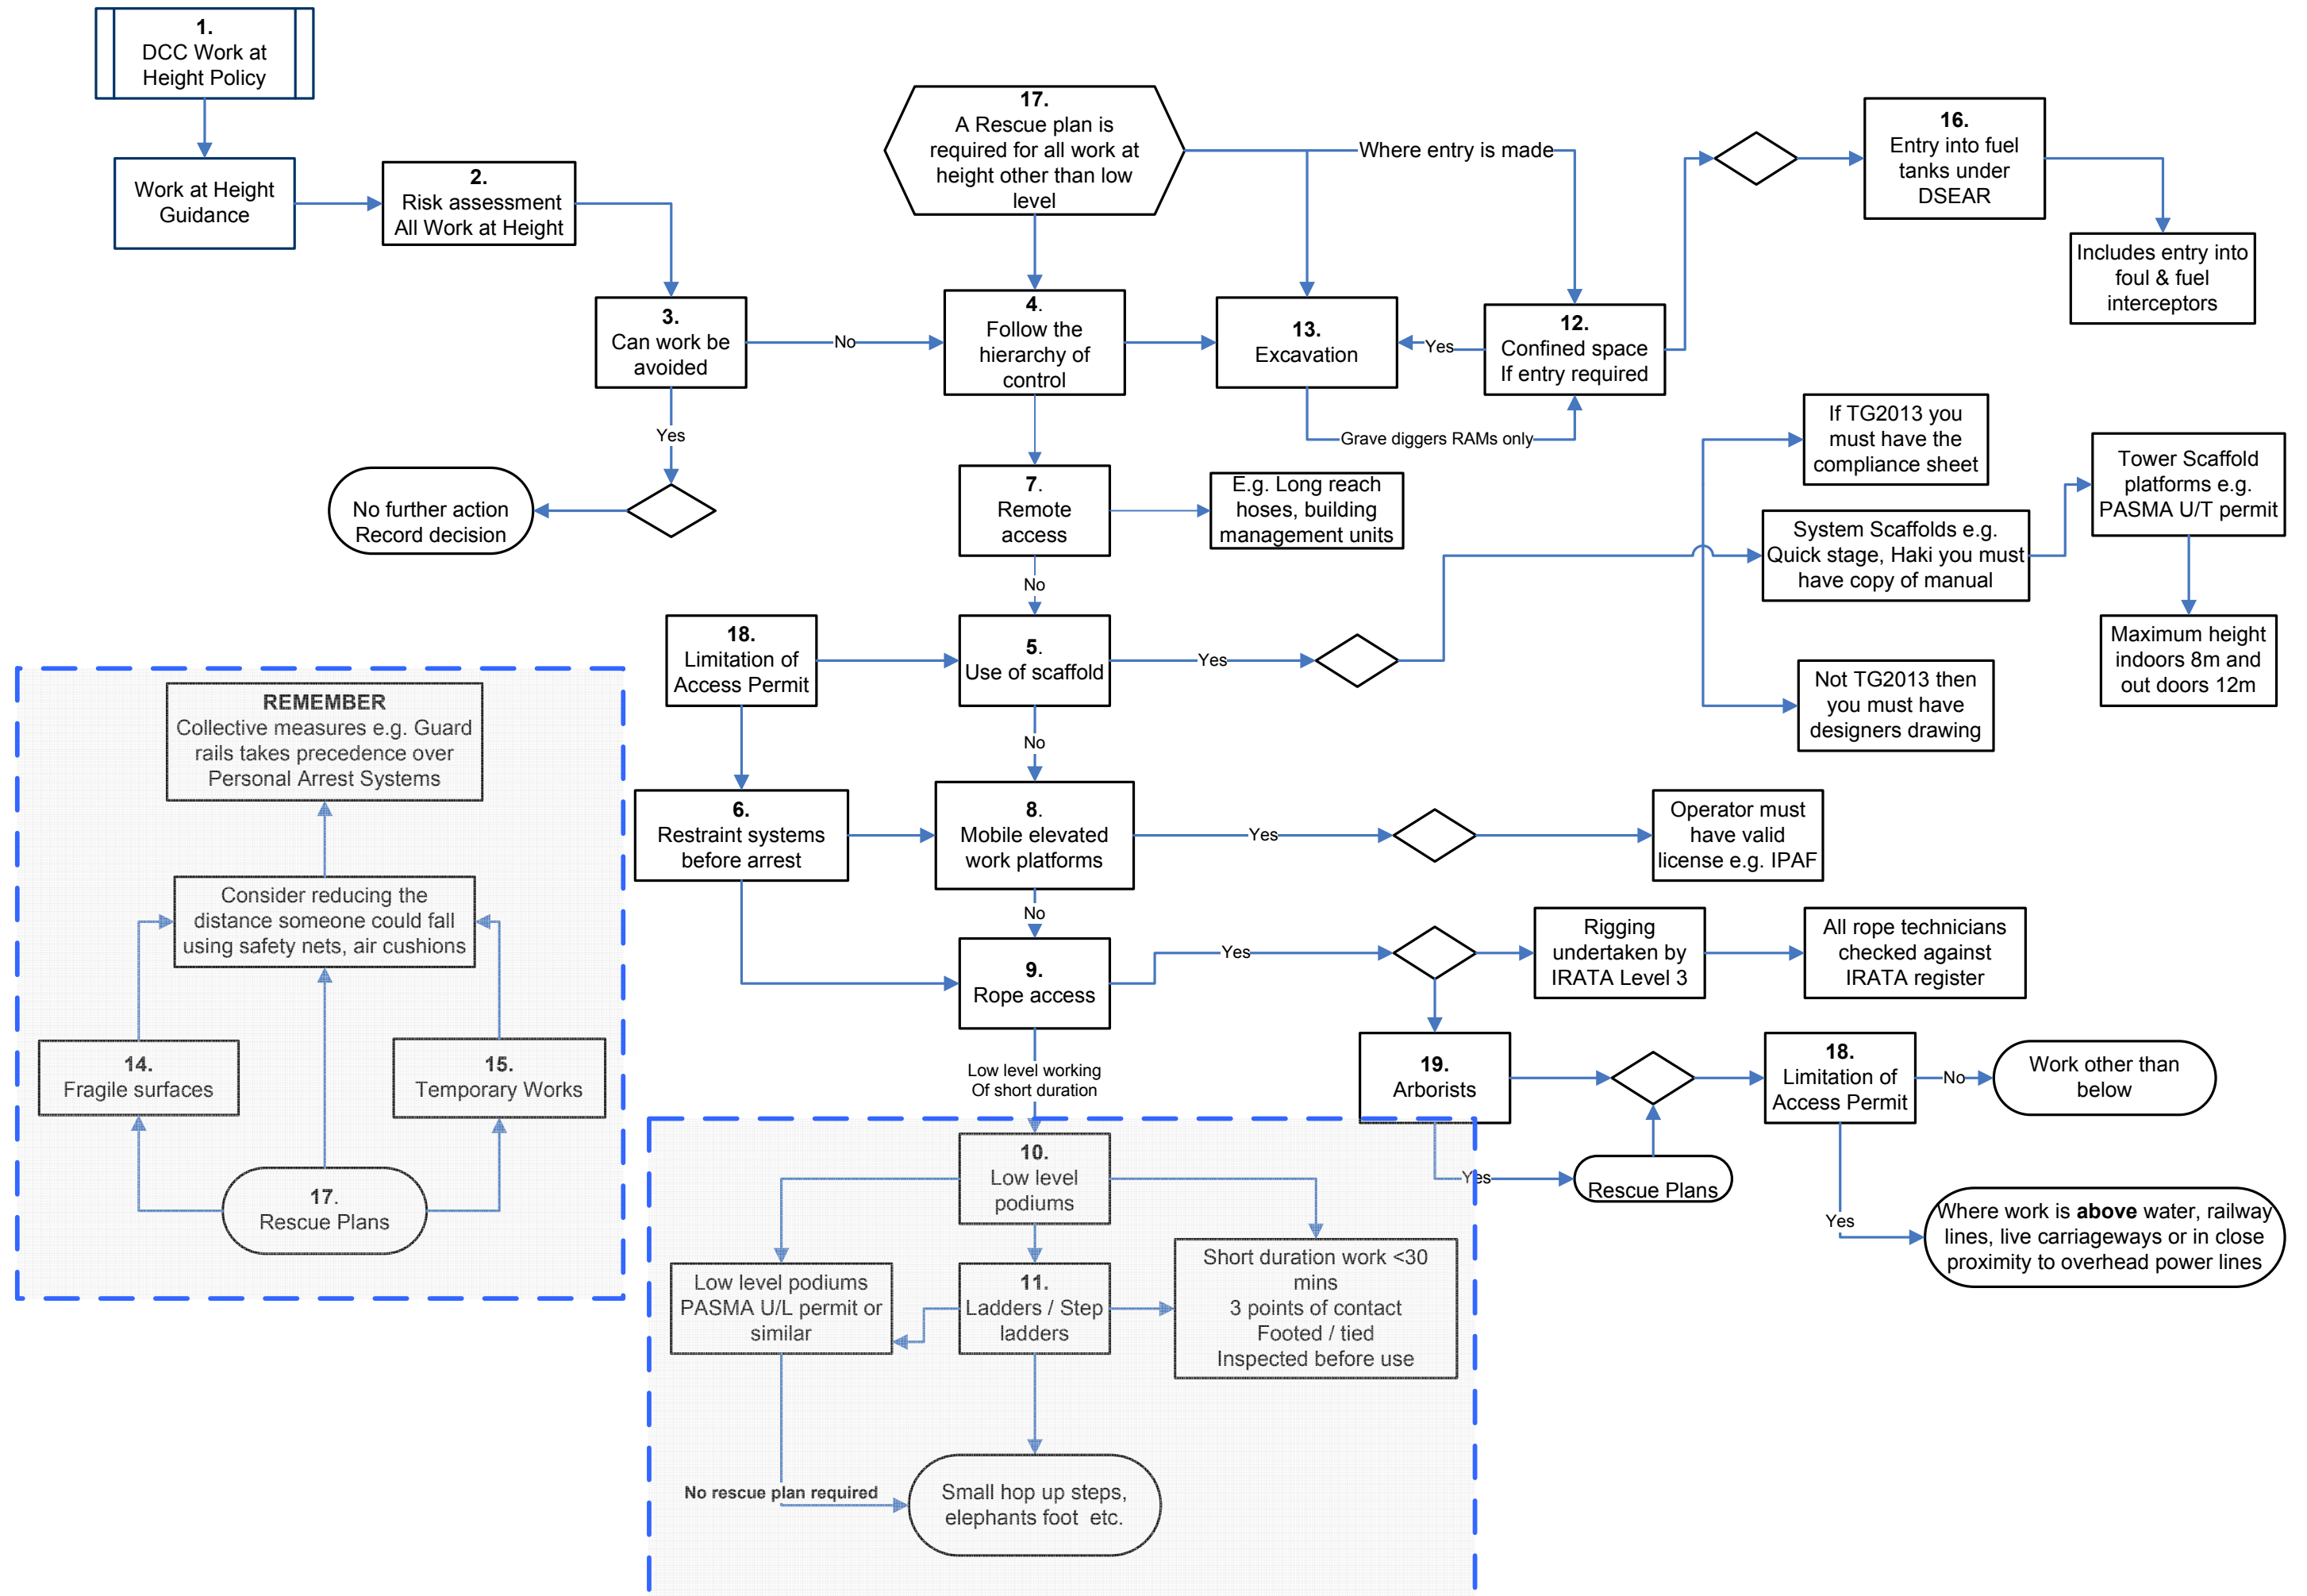 1.
DCC Work at
Height Policy
Work at Height
Guidance
2.
Risk assessment
All Work at Height
3.
Can work be
avoided
No
Yes
No further action
Record decision
17.
A Rescue plan is
required for all work at
height other than low
level
Where entry is made
4.
Follow the
hierarchy of
control
13.
Excavation
Yes
12.
Confined space
If entry required
Grave diggers RAMs only
16.
Entry into fuel
tanks under
DSEAR
Includes entry into
foul & fuel
interceptors
7.
Remote
access
E.g. Long reach
hoses, building
management units
No
18.
Limitation of
Access Permit
5.
Use of scaffold
Yes
If TG2013 you
must have the
compliance sheet
System Scaffolds e.g.
Quick stage, Haki you must
have copy of manual
Not TG2013 then
you must have
designers drawing
Tower Scaffold
platforms e.g.
PASMA U/T permit
Maximum height
indoors 8m and
out doors 12m
No
6.
Restraint systems
before arrest
8.
Mobile elevated
work platforms
Yes
Operator must
have valid
license e.g. IPAF
No
9.
Rope access
Yes
Rigging
undertaken by
IRATA Level 3
All rope technicians
checked against
IRATA register
19.
Arborists
Yes
Rescue Plans
18.
Limitation of
Access Permit
No
Work other than
below
Yes
Where work is above water, railway
lines, live carriageways or in close
proximity to overhead power lines
Low level working
Of short duration
10.
Low level
podiums
Low level podiums
PASMA U/L permit or
similar
11.
Ladders / Step
ladders
Short duration work <30
mins
3 points of contact
Footed / tied
Inspected before use
No rescue plan required
Small hop up steps,
elephants foot etc.
REMEMBER
Collective measures e.g. Guard
rails takes precedence over
Personal Arrest Systems
Consider reducing the
distance someone could fall
using safety nets, air cushions
14.
Fragile surfaces
15.
Temporary Works
17.
Rescue Plans